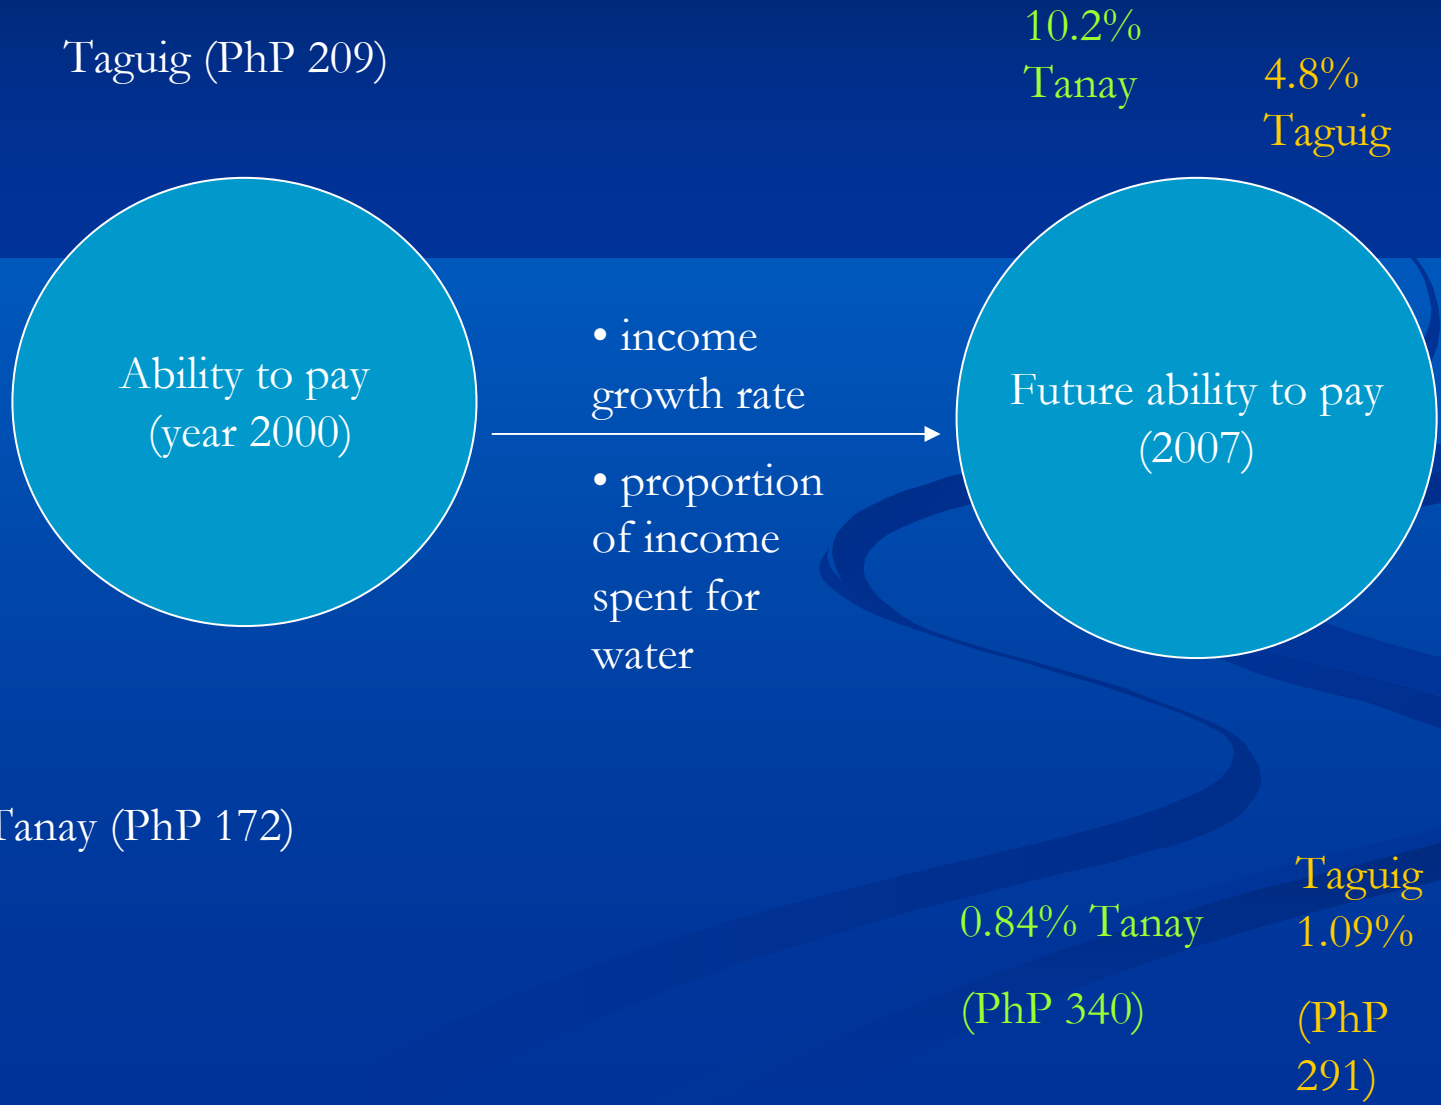 Taguig (PhP 209)
10.2%
Tanay
4.8%
Taguig
Ability to pay
(year 2000)
• income
growth rate
• proportion
of income
spent for
water
Future ability to pay
(2007)
Tanay (PhP 172)
0.84% Tanay
(PhP 340)
Taguig
1.09%
(PhP
291)